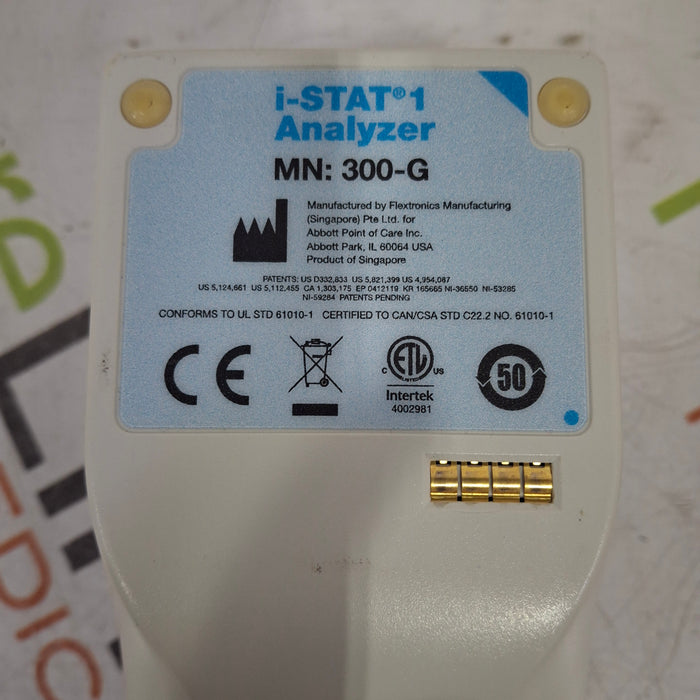 i-STAT®1
Analyzer
MN: 300-G
Manufactured by Flextronics Manufacturing
(Singapore) Pte Ltd. for
Abbott Point of Care Inc.
Abbott Park, IL 60064 USA
Product of Singapore
PATENTS: US D332,833 US 5,821,399 US 4,954,087
US 5,124,661 US 5,112,455 CA 1,303,175 EP 0412119 KR 165665 NI-36550 NI-53285
NI-59284 PATENTS PENDING
CONFORMS TO UL STD 61010-1 CERTIFIED TO CAN/CSA STD C22.2 NO. 61010-1
CE
C ETL US
LISTED
Intertek
4002981
50
EDIC